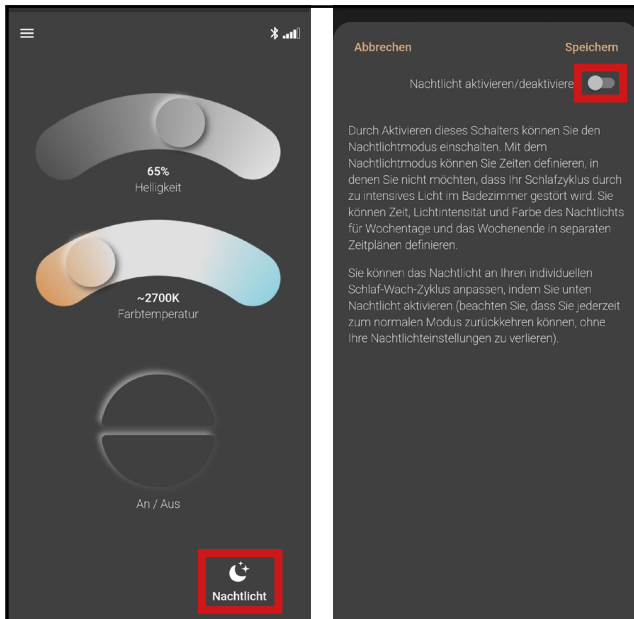 65%
Helligkeit
~2700K
Farbtemperatur
An / Aus
Nachtlicht
Abbrechen Speichern
Nachtlicht aktivieren/deaktiviere
Durch Aktivieren dieses Schalters können Sie den
Nachtlichtmodus einschalten. Mit dem
Nachtlichtmodus können Sie Zeiten definieren, in
denen Sie nicht möchten, dass Ihr Schlafzyklus durch
zu intensives Licht im Badezimmer gestört wird. Sie
können Zeit, Lichtintensität und Farbe des Nachtlichts
für Wochentage und das Wochenende in separaten
Zeitplänen definieren.
Sie können das Nachtlicht an Ihren individuellen
Schlaf-Wach-Zyklus anpassen, indem Sie unten
Nachtlicht aktivieren (beachten Sie, dass Sie jederzeit
zum normalen Modus zurückkehren können, ohne
Ihre Nachtlichteinstellungen zu verlieren).